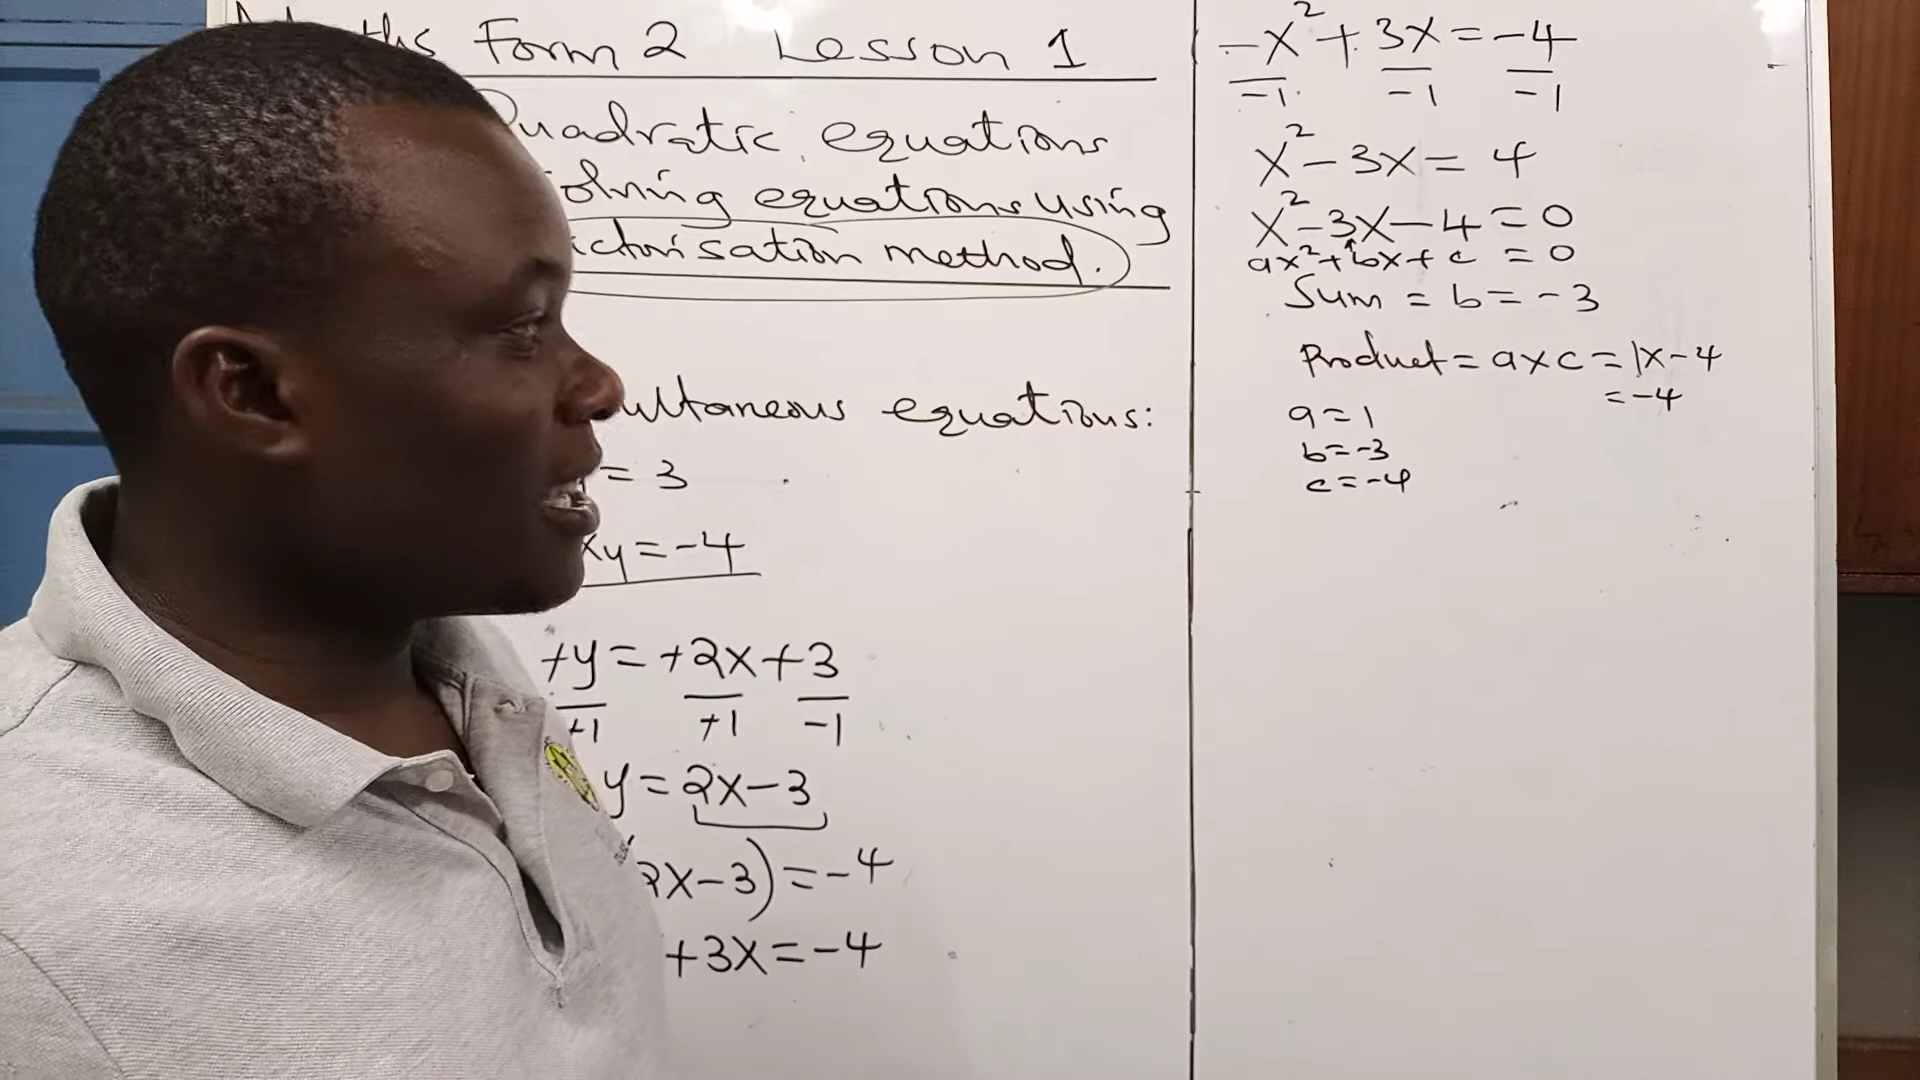 Form 2 Lesson 1
Quadratic equations
solving equations using
factorisation method.
equations:
= 3
xy = -4
+y = +2x + 3
+1 +1 -1
y = 2x - 3
2x - 3) = -4
+3x = -4
-x² + 3x = -4
-1 -1 -1
x² - 3x = 4
x² - 3x - 4 = 0
ax² + bx + c = 0
Sum = b = -3
Product = a x c = 1 x -4
= -4
a = 1
b = -3
c = -4